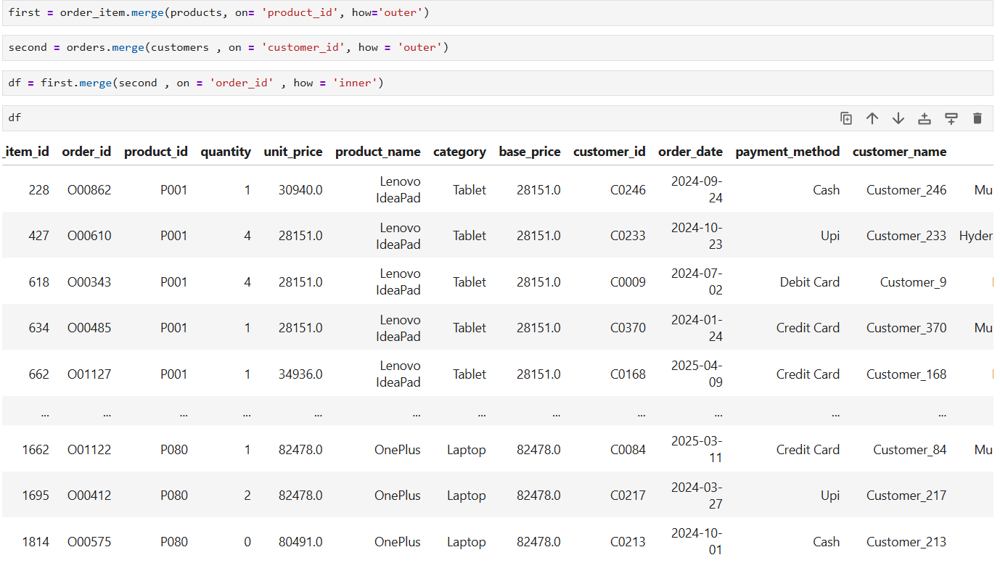 first = order_item.merge(products, on= 'product_id', how='outer')
second = orders.merge(customers , on = 'customer_id', how = 'outer')
df = first.merge(second , on = 'order_id' , how = 'inner')
df
_item_id order_id product_id quantity unit_price product_name category base_price customer_id order_date payment_method customer_name
228 O00862 P001 1 30940.0 Lenovo IdeaPad Tablet 28151.0 C0246 2024-09-24 Cash Customer_246 Mu
427 O00610 P001 4 28151.0 Lenovo IdeaPad Tablet 28151.0 C0233 2024-10-23 Upi Customer_233 Hyder
618 O00343 P001 4 28151.0 Lenovo IdeaPad Tablet 28151.0 C0009 2024-07-02 Debit Card Customer_9
634 O00485 P001 1 28151.0 Lenovo IdeaPad Tablet 28151.0 C0370 2024-01-24 Credit Card Customer_370 Mu
662 O01127 P001 1 34936.0 Lenovo IdeaPad Tablet 28151.0 C0168 2025-04-09 Credit Card Customer_168
... ... ... ... ... ... ... ... ... ... ... ...
1662 O01122 P080 1 82478.0 OnePlus Laptop 82478.0 C0084 2025-03-11 Credit Card Customer_84 Mu
1695 O00412 P080 2 82478.0 OnePlus Laptop 82478.0 C0217 2024-03-27 Upi Customer_217
1814 O00575 P080 0 80491.0 OnePlus Laptop 82478.0 C0213 2024-10-01 Cash Customer_213